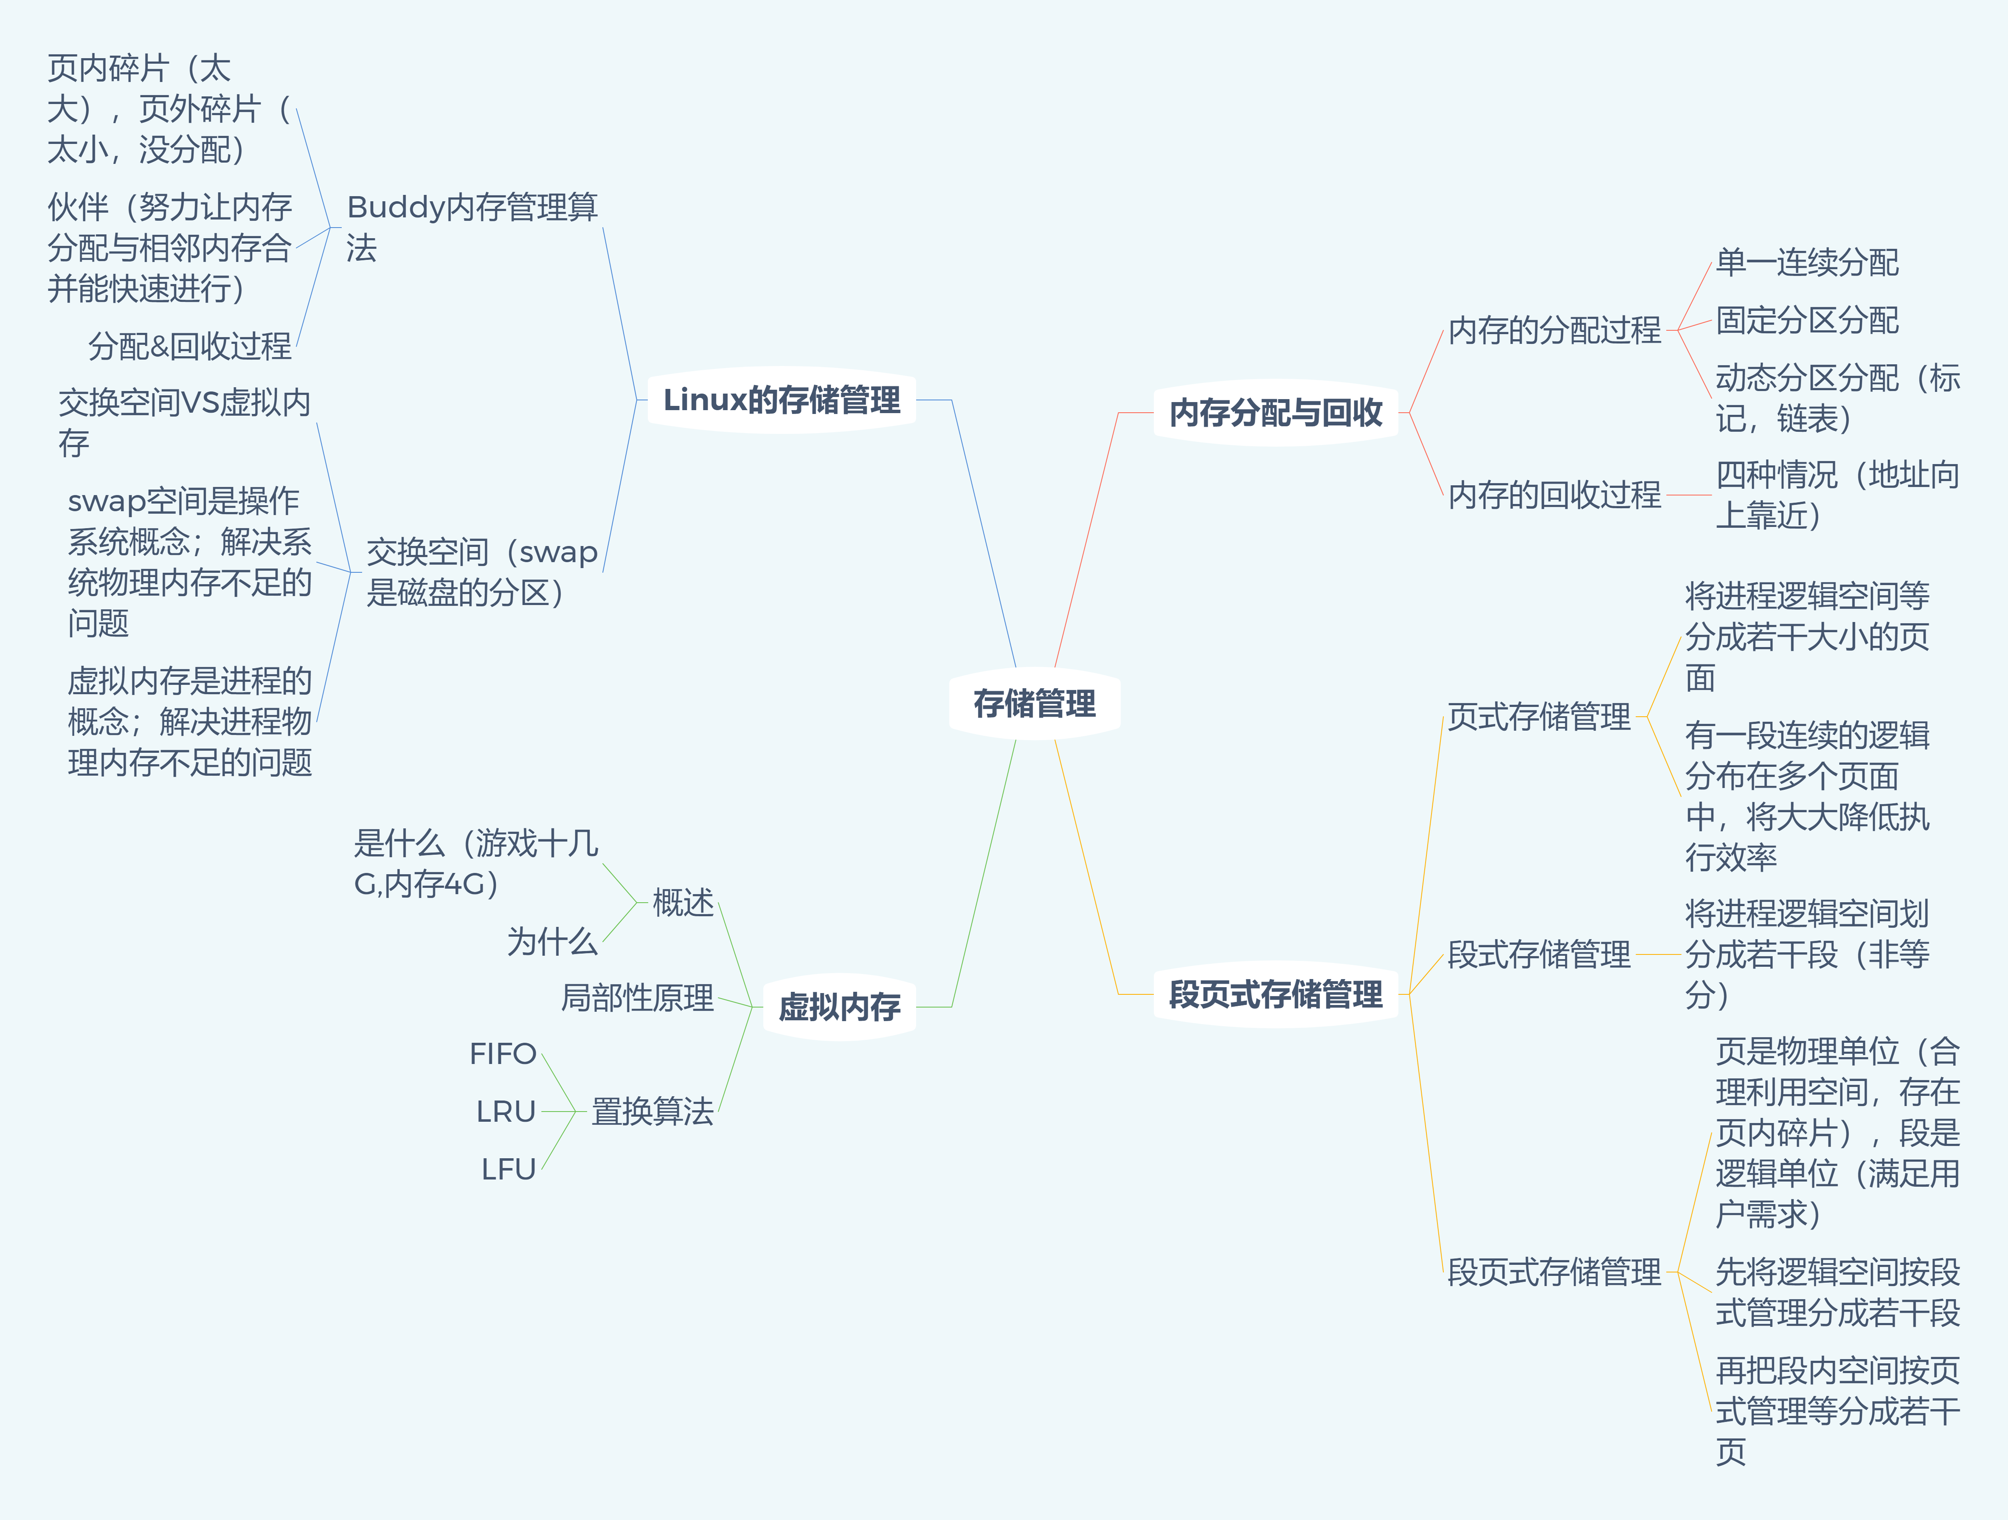 存储管理
内存分配与回收
内存的分配过程
单一连续分配
固定分区分配
动态分区分配（标
记，链表）
内存的回收过程
四种情况（地址向
上靠近）
段页式存储管理
页式存储管理
将进程逻辑空间等
分成若干大小的页
面
有一段连续的逻辑
分布在多个页面
中，将大大降低执
行效率
段式存储管理
将进程逻辑空间划
分成若干段（非等
分）
段页式存储管理
页是物理单位（合
理利用空间，存在
页内碎片），段是
逻辑单位（满足用
户需求）
先将逻辑空间按段
式管理分成若干段
再把段内空间按页
式管理等分成若干
页
Linux的存储管理
Buddy内存管理算
法
页内碎片（太
大），页外碎片（
太小，没分配）
伙伴（努力让内存
分配与相邻内存合
并能快速进行）
分配&回收过程
交换空间（swap
是磁盘的分区）
交换空间VS虚拟内
存
swap空间是操作
系统概念；解决系
统物理内存不足的
问题
虚拟内存是进程的
概念；解决进程物
理内存不足的问题
虚拟内存
概述
是什么（游戏十几
G,内存4G）
为什么
局部性原理
置换算法
FIFO
LRU
LFU